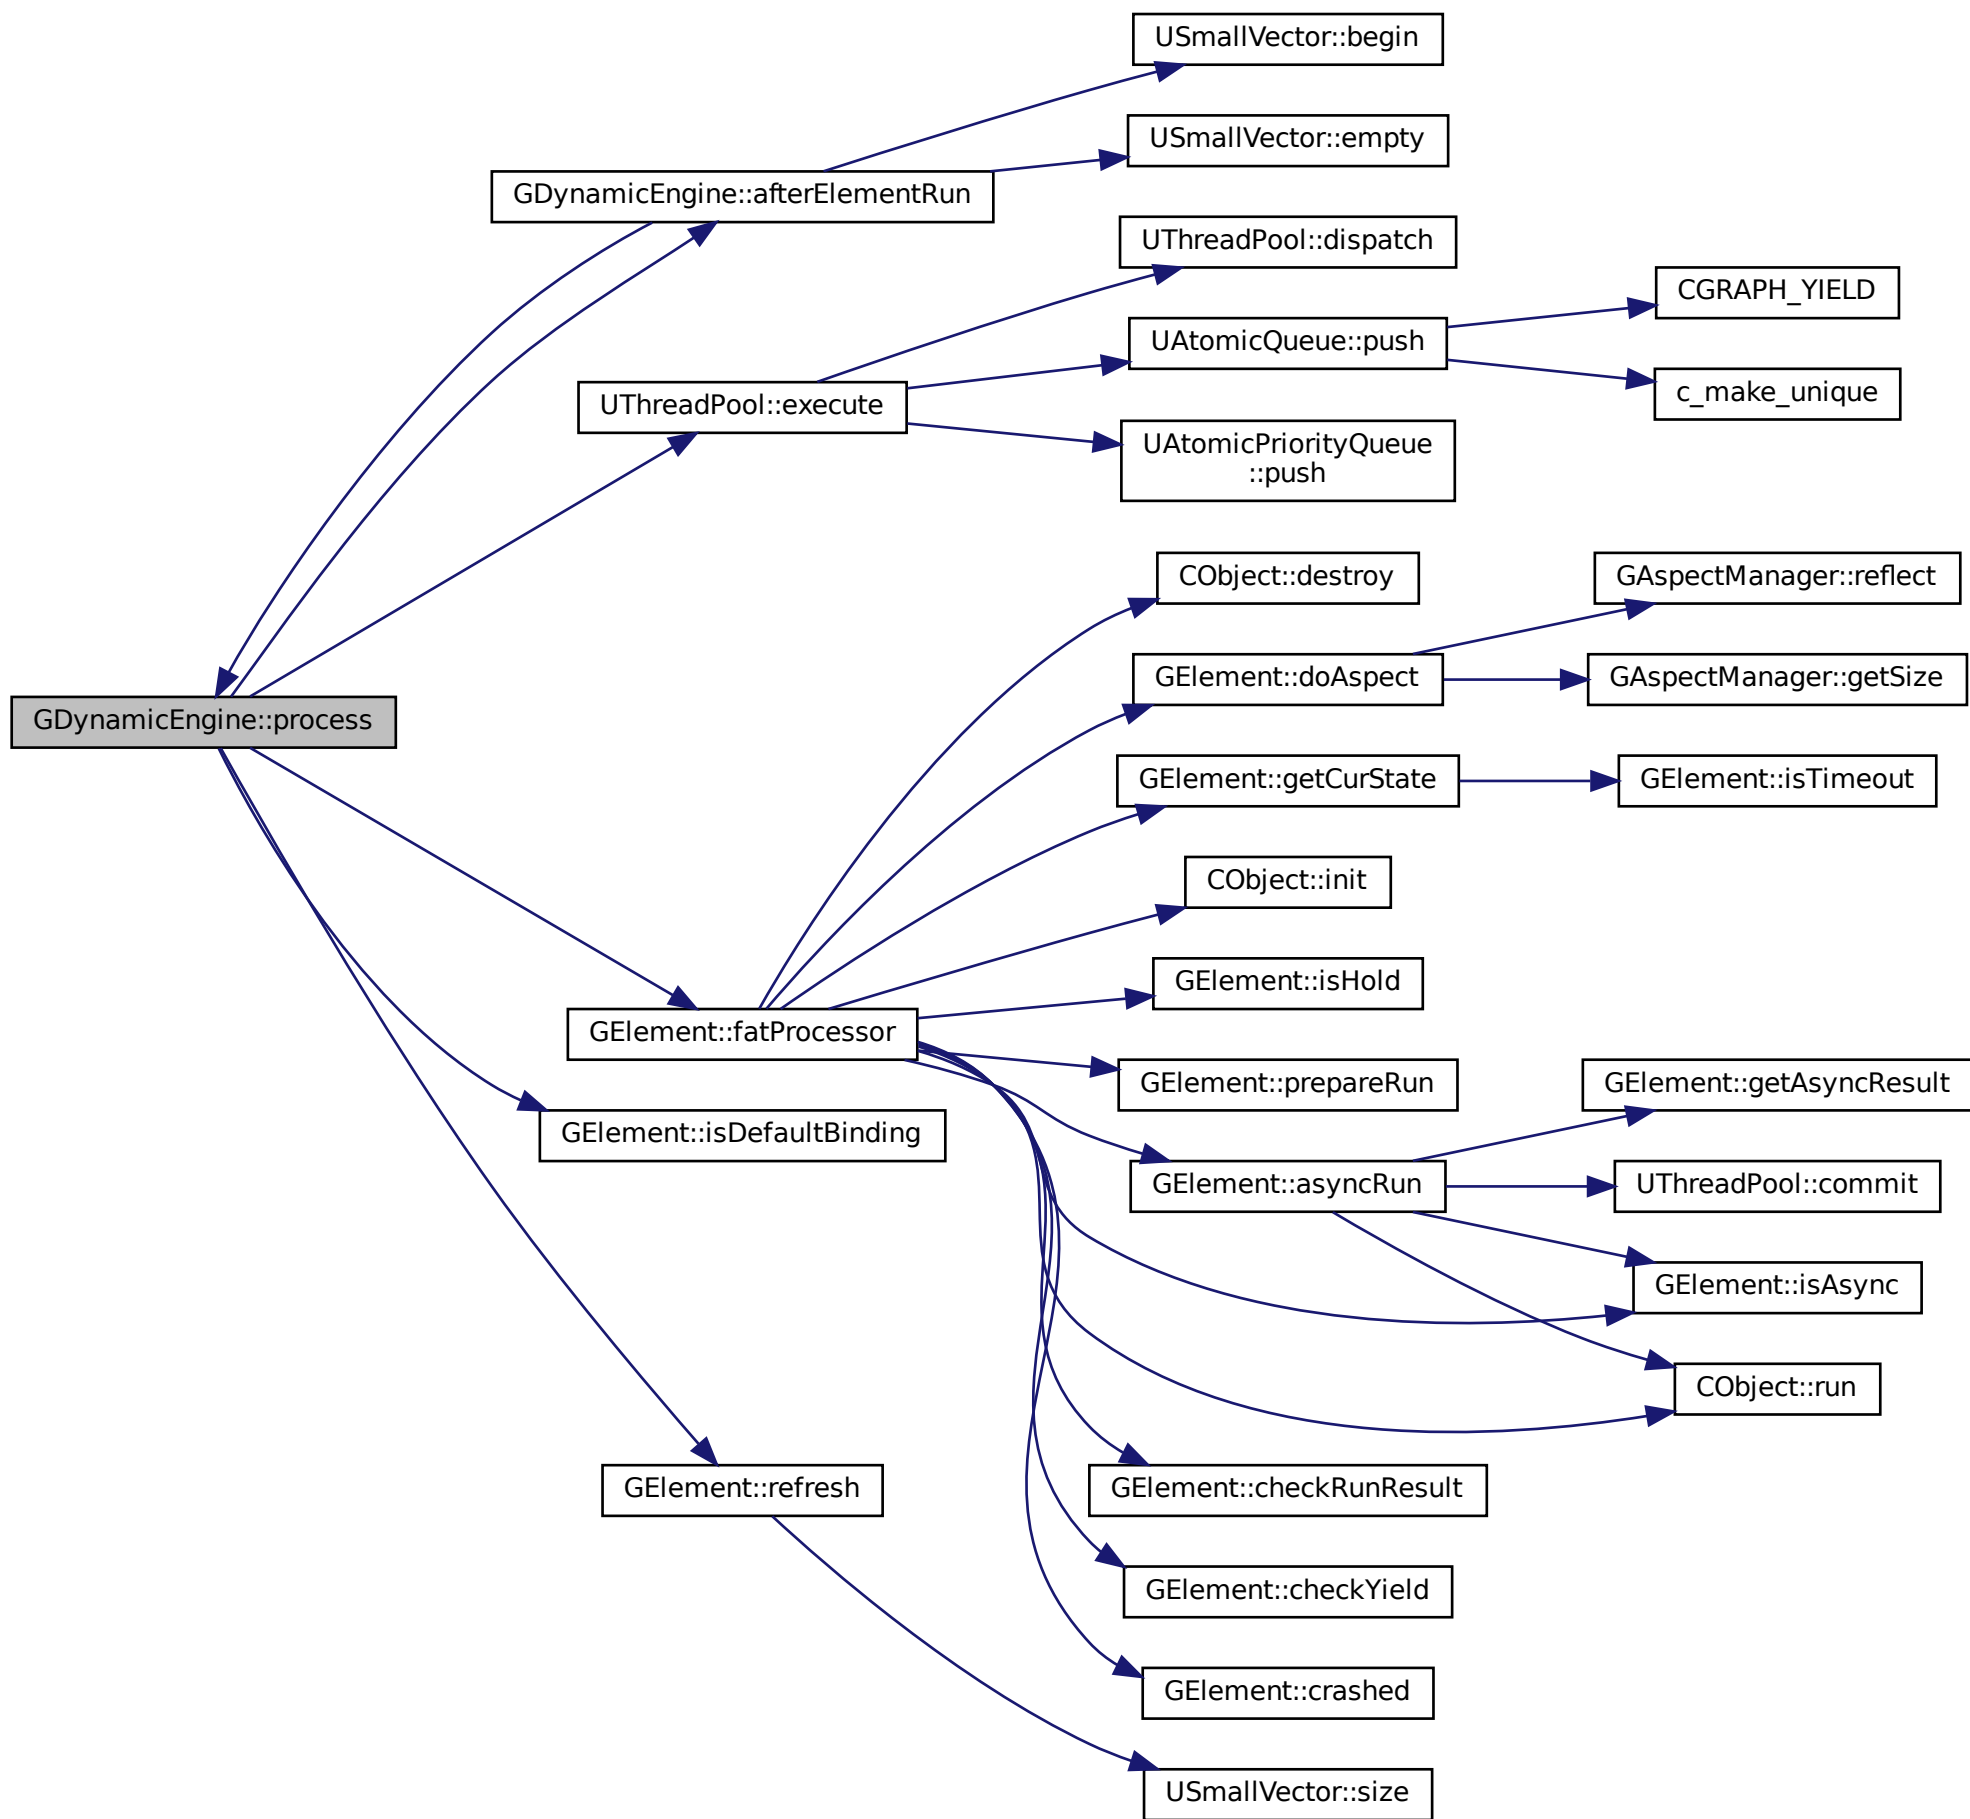 USmallVector::begin
USmallVector::empty
GDynamicEngine::afterElementRun
UThreadPool::dispatch
CGRAPH_YIELD
UAtomicQueue::push
c_make_unique
UThreadPool::execute
UAtomicPriorityQueue
::push
CObject::destroy
GAspectManager::reflect
GElement::doAspect
GAspectManager::getSize
GDynamicEngine::process
GElement::getCurState
GElement::isTimeout
CObject::init
GElement::isHold
GElement::fatProcessor
GElement::prepareRun
GElement::getAsyncResult
GElement::isDefaultBinding
GElement::asyncRun
UThreadPool::commit
GElement::isAsync
CObject::run
GElement::refresh
GElement::checkRunResult
GElement::checkYield
GElement::crashed
USmallVector::size